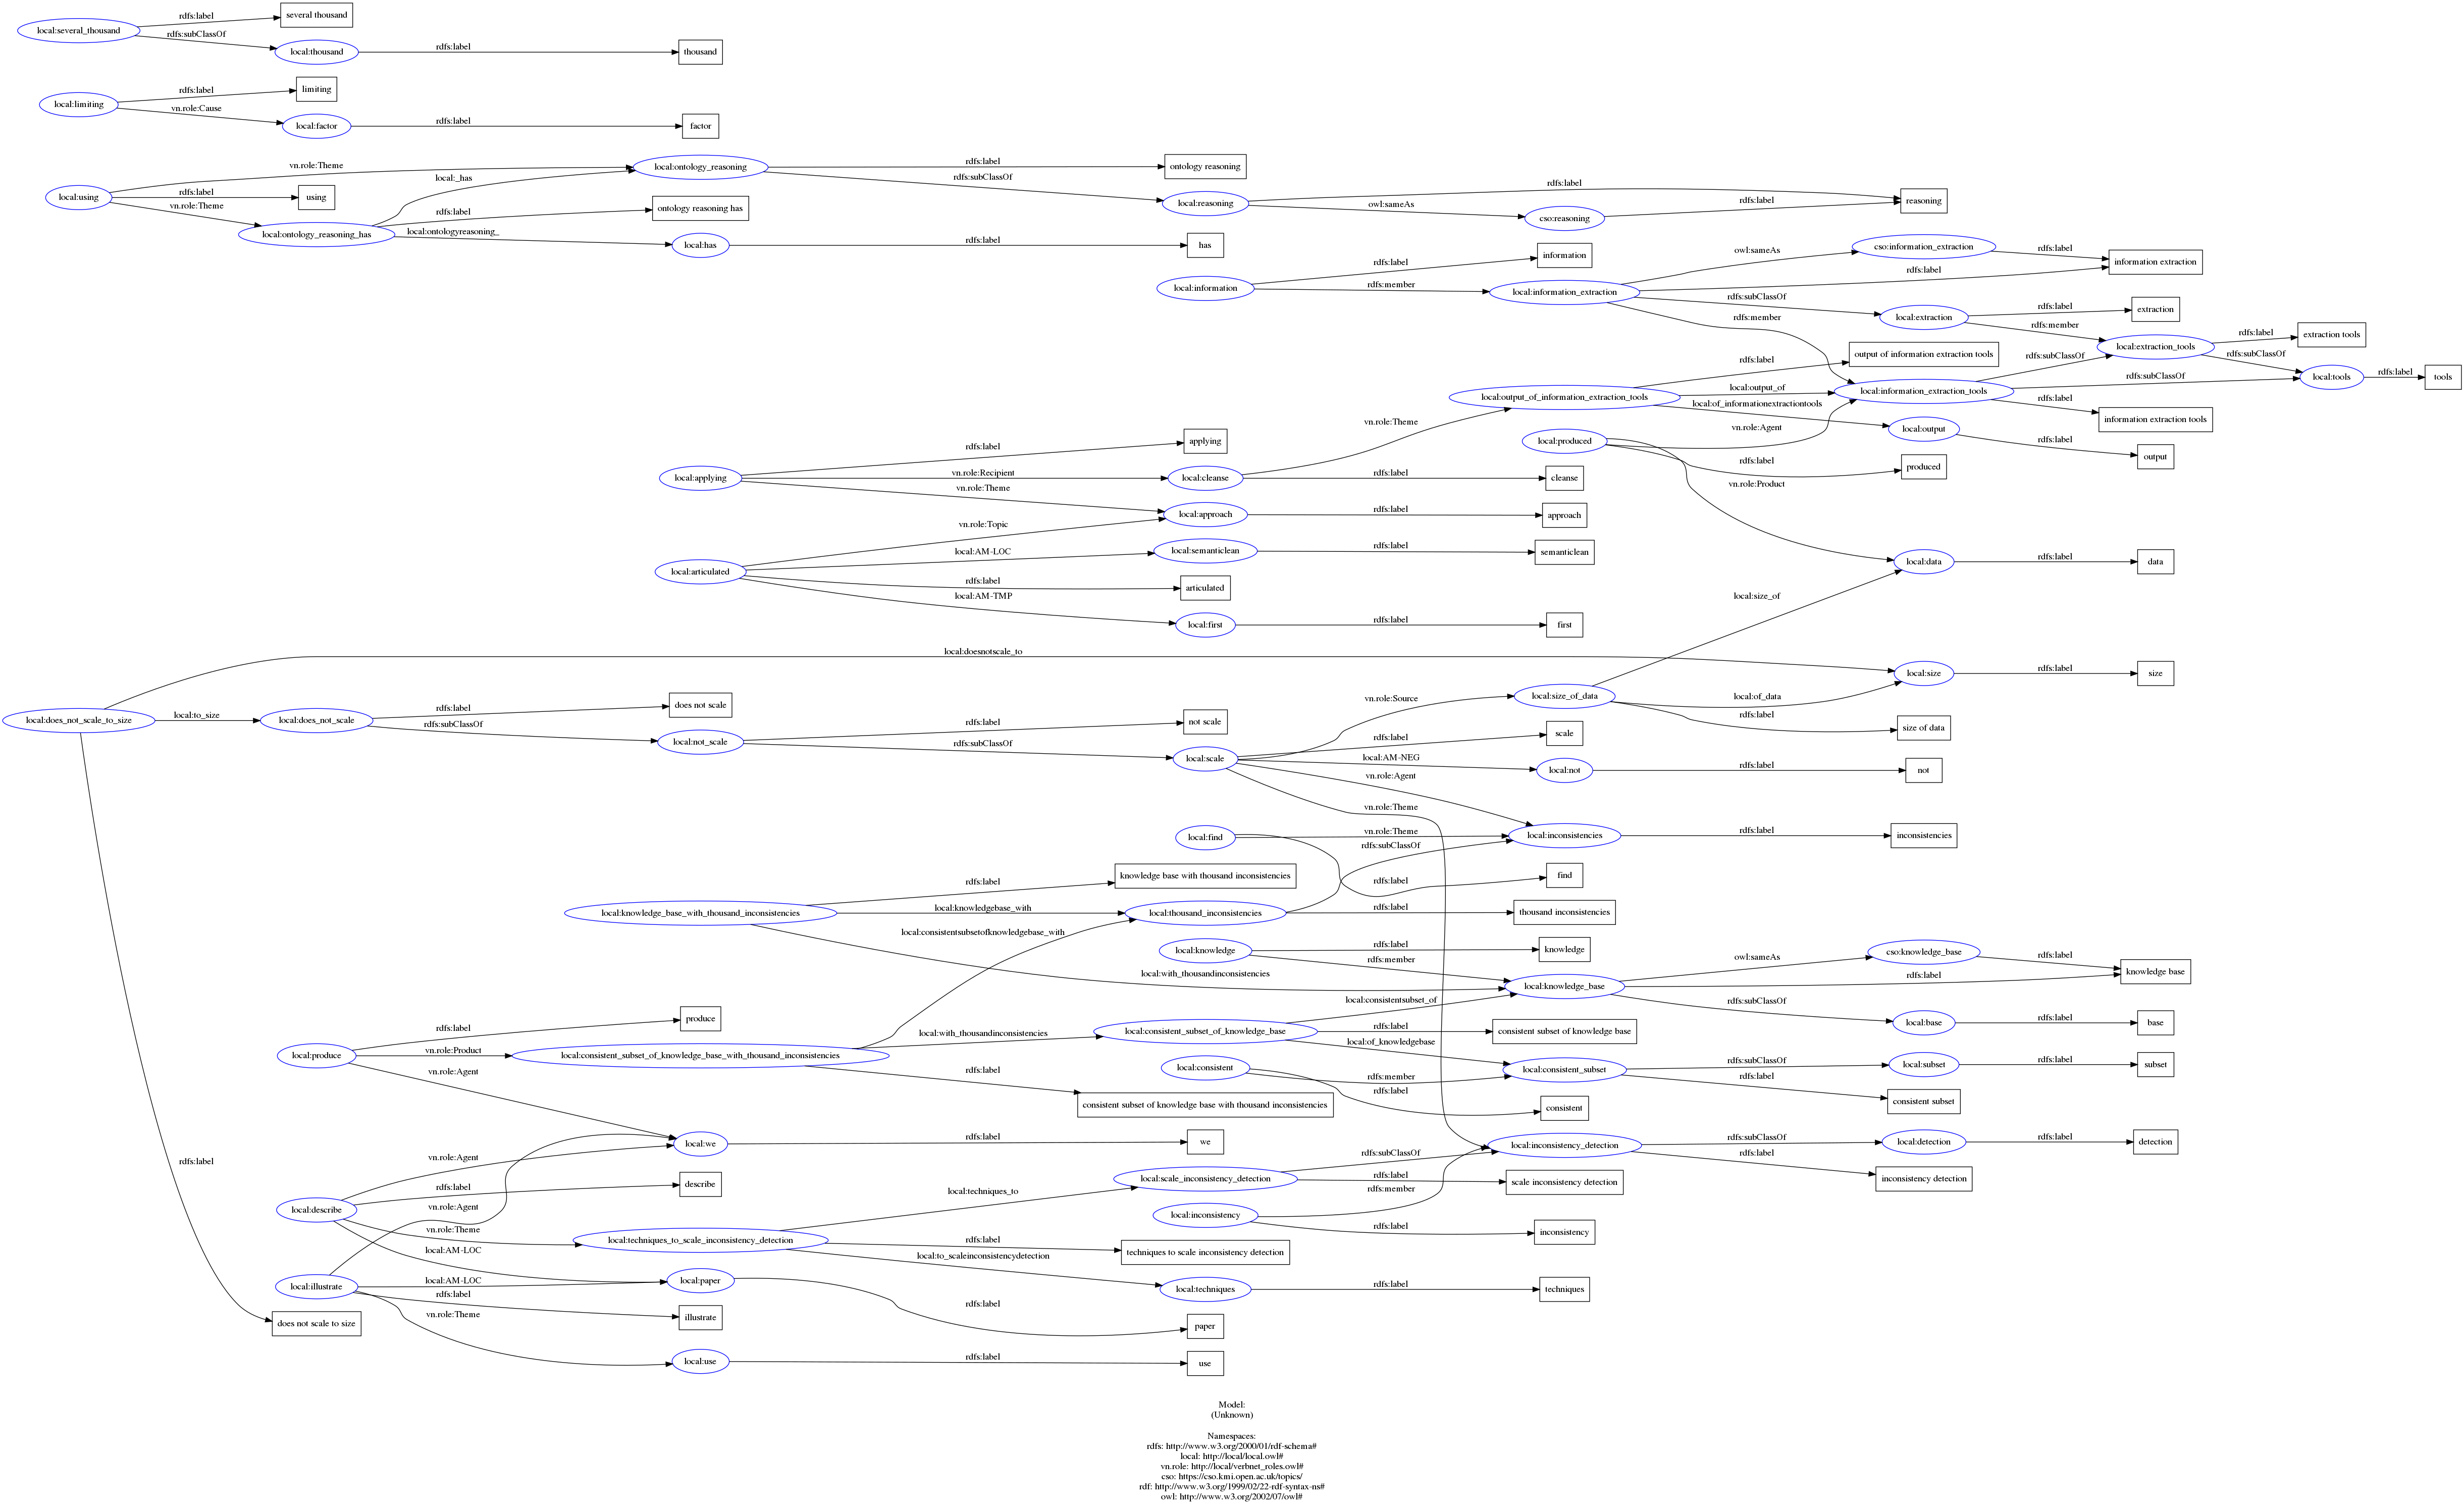 rdfs:label
several thousand
local:several_thousand
rdfs:subClassOf
local:thousand
rdfs:label
thousand
rdfs:label
limiting
local:limiting
vn.role:Cause
local:factor
rdfs:label
factor
vn.role:Theme
local:ontology_reasoning
rdfs:label
ontology reasoning
local:_has
rdfs:subClassOf
local:using
rdfs:label
using
rdfs:label
ontology reasoning has
local:reasoning
rdfs:label
reasoning
vn.role:Theme
owl:sameAs
cso:reasoning
rdfs:label
local:ontology_reasoning_has
local:ontologyreasoning_
local:has
rdfs:label
has
rdfs:label
information
owl:sameAs
cso:information_extraction
rdfs:label
information extraction
local:information
rdfs:member
local:information_extraction
rdfs:label
rdfs:subClassOf
local:extraction
rdfs:label
extraction
rdfs:member
rdfs:member
local:extraction_tools
rdfs:label
extraction tools
rdfs:label
output of information extraction tools
rdfs:subClassOf
rdfs:subClassOf
local:output_of_information_extraction_tools
local:output_of
local:information_extraction_tools
rdfs:subClassOf
local:tools
rdfs:label
tools
local:of_informationextractiontools
rdfs:label
information extraction tools
vn.role:Theme
vn.role:Agent
local:output
rdfs:label
output
rdfs:label
applying
local:produced
rdfs:label
produced
local:applying
vn.role:Recipient
local:cleanse
rdfs:label
cleanse
vn.role:Product
vn.role:Theme
local:approach
rdfs:label
approach
vn.role:Topic
local:AM-LOC
local:semanticlean
rdfs:label
semanticlean
local:articulated
rdfs:label
articulated
local:data
rdfs:label
data
local:AM-TMP
local:first
rdfs:label
first
local:size_of
local:doesnotscale_to
local:size
rdfs:label
size
local:does_not_scale_to_size
local:to_size
local:does_not_scale
rdfs:label
does not scale
vn.role:Source
local:size_of_data
local:of_data
rdfs:subClassOf
local:not_scale
rdfs:label
not scale
rdfs:label
size of data
rdfs:subClassOf
local:scale
rdfs:label
scale
local:AM-NEG
local:not
rdfs:label
not
vn.role:Agent
vn.role:Theme
local:find
vn.role:Theme
local:inconsistencies
rdfs:label
inconsistencies
rdfs:subClassOf
rdfs:label
knowledge base with thousand inconsistencies
rdfs:label
find
local:knowledge_base_with_thousand_inconsistencies
local:knowledgebase_with
local:thousand_inconsistencies
rdfs:label
thousand inconsistencies
local:consistentsubsetofknowledgebase_with
local:knowledge
rdfs:label
knowledge
rdfs:member
owl:sameAs
cso:knowledge_base
rdfs:label
knowledge base
local:with_thousandinconsistencies
local:knowledge_base
rdfs:label
local:consistentsubset_of
rdfs:subClassOf
rdfs:label
produce
local:with_thousandinconsistencies
local:consistent_subset_of_knowledge_base
rdfs:label
consistent subset of knowledge base
local:base
rdfs:label
base
local:produce
vn.role:Product
local:consistent_subset_of_knowledge_base_with_thousand_inconsistencies
local:of_knowledgebase
vn.role:Agent
rdfs:label
local:consistent
rdfs:member
local:consistent_subset
rdfs:subClassOf
local:subset
rdfs:label
subset
rdfs:label
rdfs:label
consistent subset
consistent subset of knowledge base with thousand inconsistencies
consistent
local:we
rdfs:label
we
local:inconsistency_detection
rdfs:subClassOf
local:detection
rdfs:label
detection
rdfs:label
vn.role:Agent
rdfs:subClassOf
rdfs:label
inconsistency detection
rdfs:label
describe
local:techniques_to
local:scale_inconsistency_detection
rdfs:label
scale inconsistency detection
local:describe
vn.role:Agent
rdfs:member
vn.role:Theme
local:inconsistency
rdfs:label
inconsistency
local:techniques_to_scale_inconsistency_detection
rdfs:label
techniques to scale inconsistency detection
local:AM-LOC
local:to_scaleinconsistencydetection
local:illustrate
local:AM-LOC
local:paper
local:techniques
rdfs:label
techniques
rdfs:label
illustrate
rdfs:label
paper
vn.role:Theme
does not scale to size
local:use
rdfs:label
use
Model:
(Unknown)
Namespaces:
rdfs: http://www.w3.org/2000/01/rdf-schema#
local: http://local/local.owl#
vn.role: http://local/verbnet_roles.owl#
cso: https://cso.kmi.open.ac.uk/topics/
rdf: http://www.w3.org/1999/02/22-rdf-syntax-ns#
owl: http://www.w3.org/2002/07/owl#